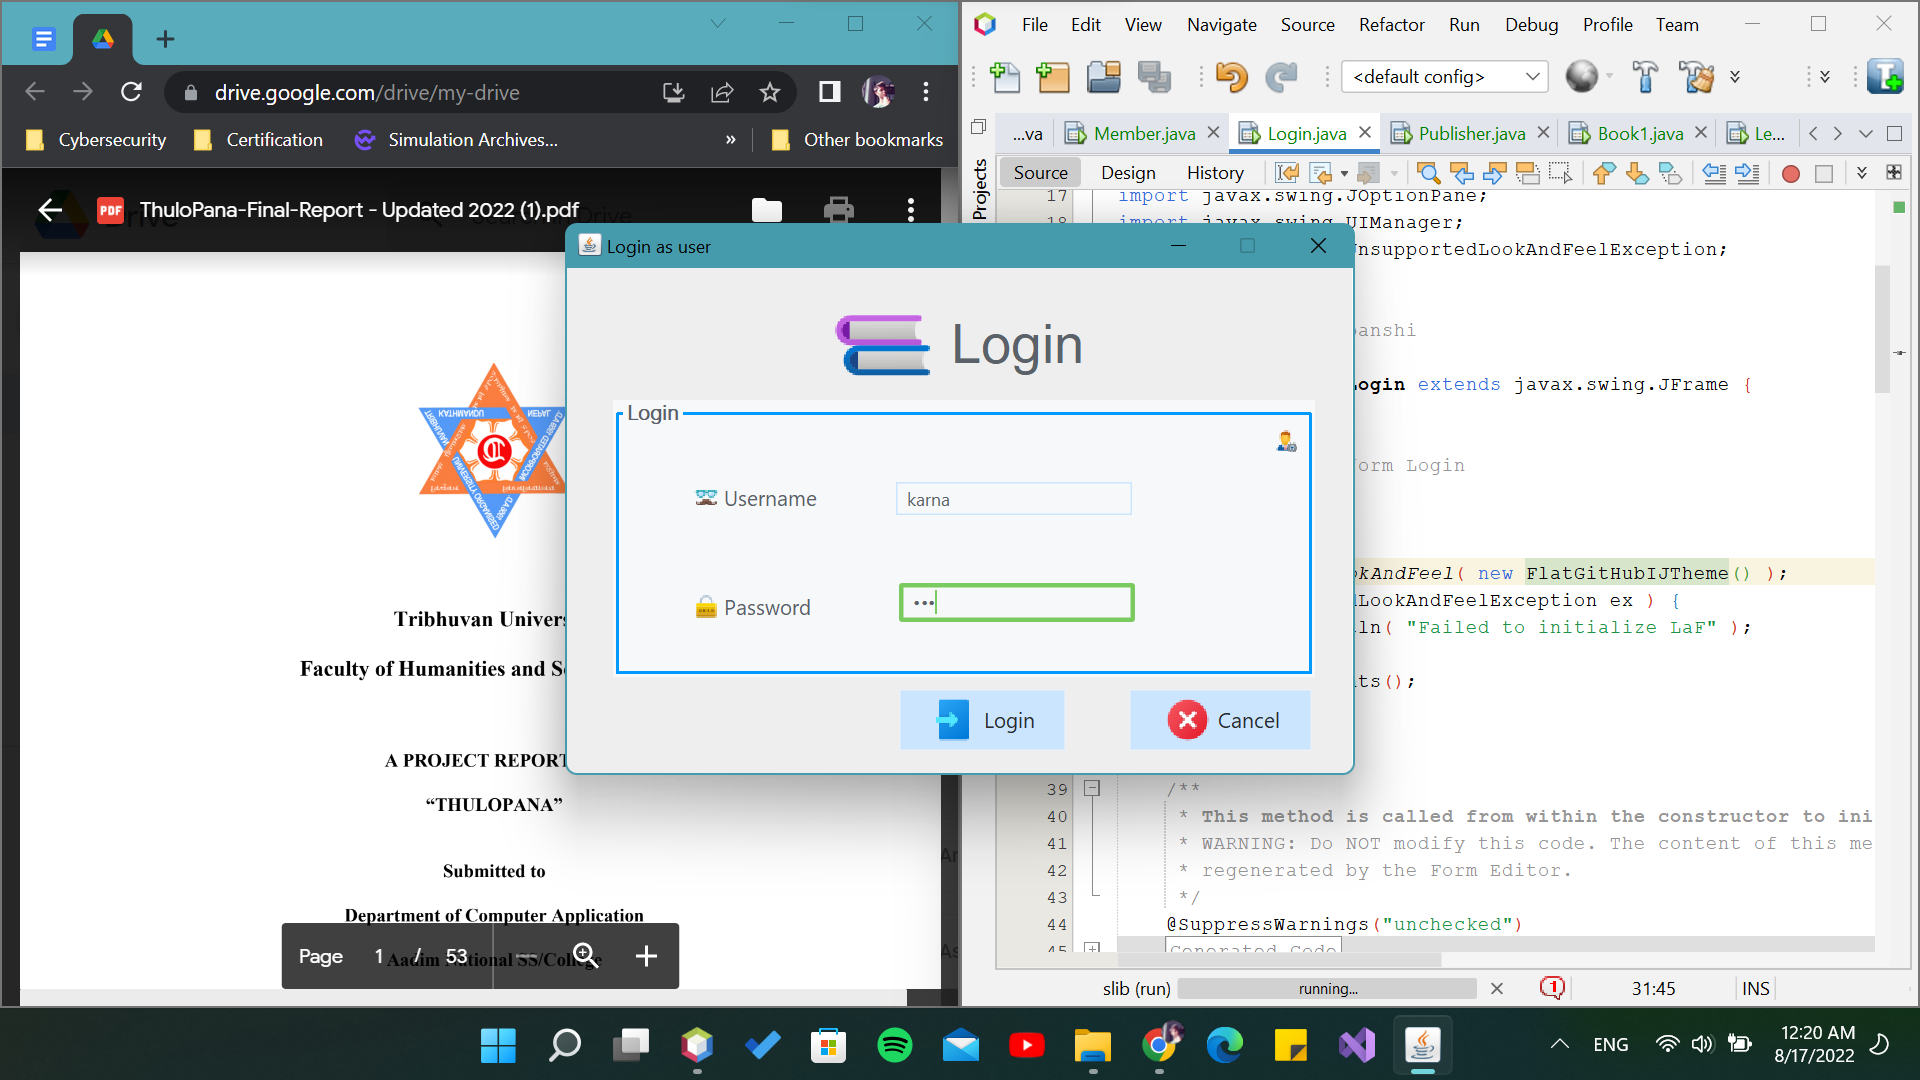 drive.google.com/drive/my-drive
Cybersecurity
Certification
Simulation Archives...
»
Other bookmarks
PDF
ThuloPana-Final-Report - Updated 2022 (1).pdf
Tribhuvan Univers
Faculty of Humanities and S
A PROJECT REPORT
“THULOPANA”
Submitted to
Department of Computer Application
Aadim National SS/College
Page 1 / 53
File Edit View Navigate Source Refactor Run Debug Profile Team
<default config>
...va
Member.java
Login.java
Publisher.java
Book1.java
Le...
Projects
Source
Design
History
17 import javax.swing.JOptionPane;
18 import javax.swing.UIManager;
UnsupportedLookAndFeelException;
anshi
Login extends javax.swing.JFrame {
orm Login
kAndFeel( new FlatGitHubIJTheme() );
LookAndFeelException ex ) {
ln( "Failed to initialize LaF" );
ts();
39 /**
40 * This method is called from within the constructor to ini
41 * WARNING: Do NOT modify this code. The content of this me
42 * regenerated by the Form Editor.
43 */
44 @SuppressWarnings("unchecked")
45 Generated Code
slib (run)
running...
31:45
INS
Login as user
Login
Login
Username
karna
Password
•••
Login
Cancel
ENG
12:20 AM
8/17/2022